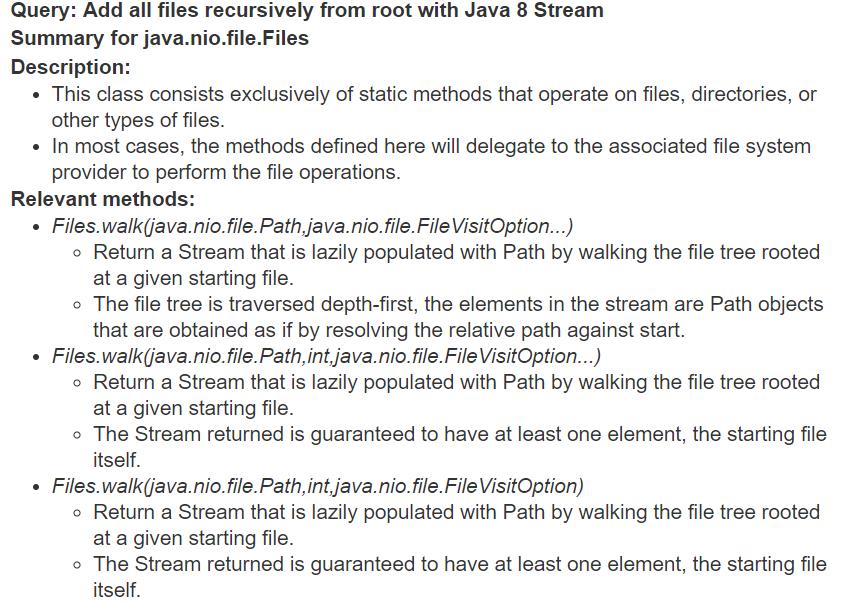 Query: Add all files recursively from root with Java 8 Stream
Summary for java.nio.file.Files
Description:
• This class consists exclusively of static methods that operate on files, directories, or
other types of files.
• In most cases, the methods defined here will delegate to the associated file system
provider to perform the file operations.
Relevant methods:
• Files.walk(java.nio.file.Path,java.nio.file.FileVisitOption...)
◦ Return a Stream that is lazily populated with Path by walking the file tree rooted
at a given starting file.
◦ The file tree is traversed depth-first, the elements in the stream are Path objects
that are obtained as if by resolving the relative path against start.
• Files.walk(java.nio.file.Path,int,java.nio.file.FileVisitOption...)
◦ Return a Stream that is lazily populated with Path by walking the file tree rooted
at a given starting file.
◦ The Stream returned is guaranteed to have at least one element, the starting file
itself.
• Files.walk(java.nio.file.Path,int,java.nio.file.FileVisitOption)
◦ Return a Stream that is lazily populated with Path by walking the file tree rooted
at a given starting file.
◦ The Stream returned is guaranteed to have at least one element, the starting file
itself.